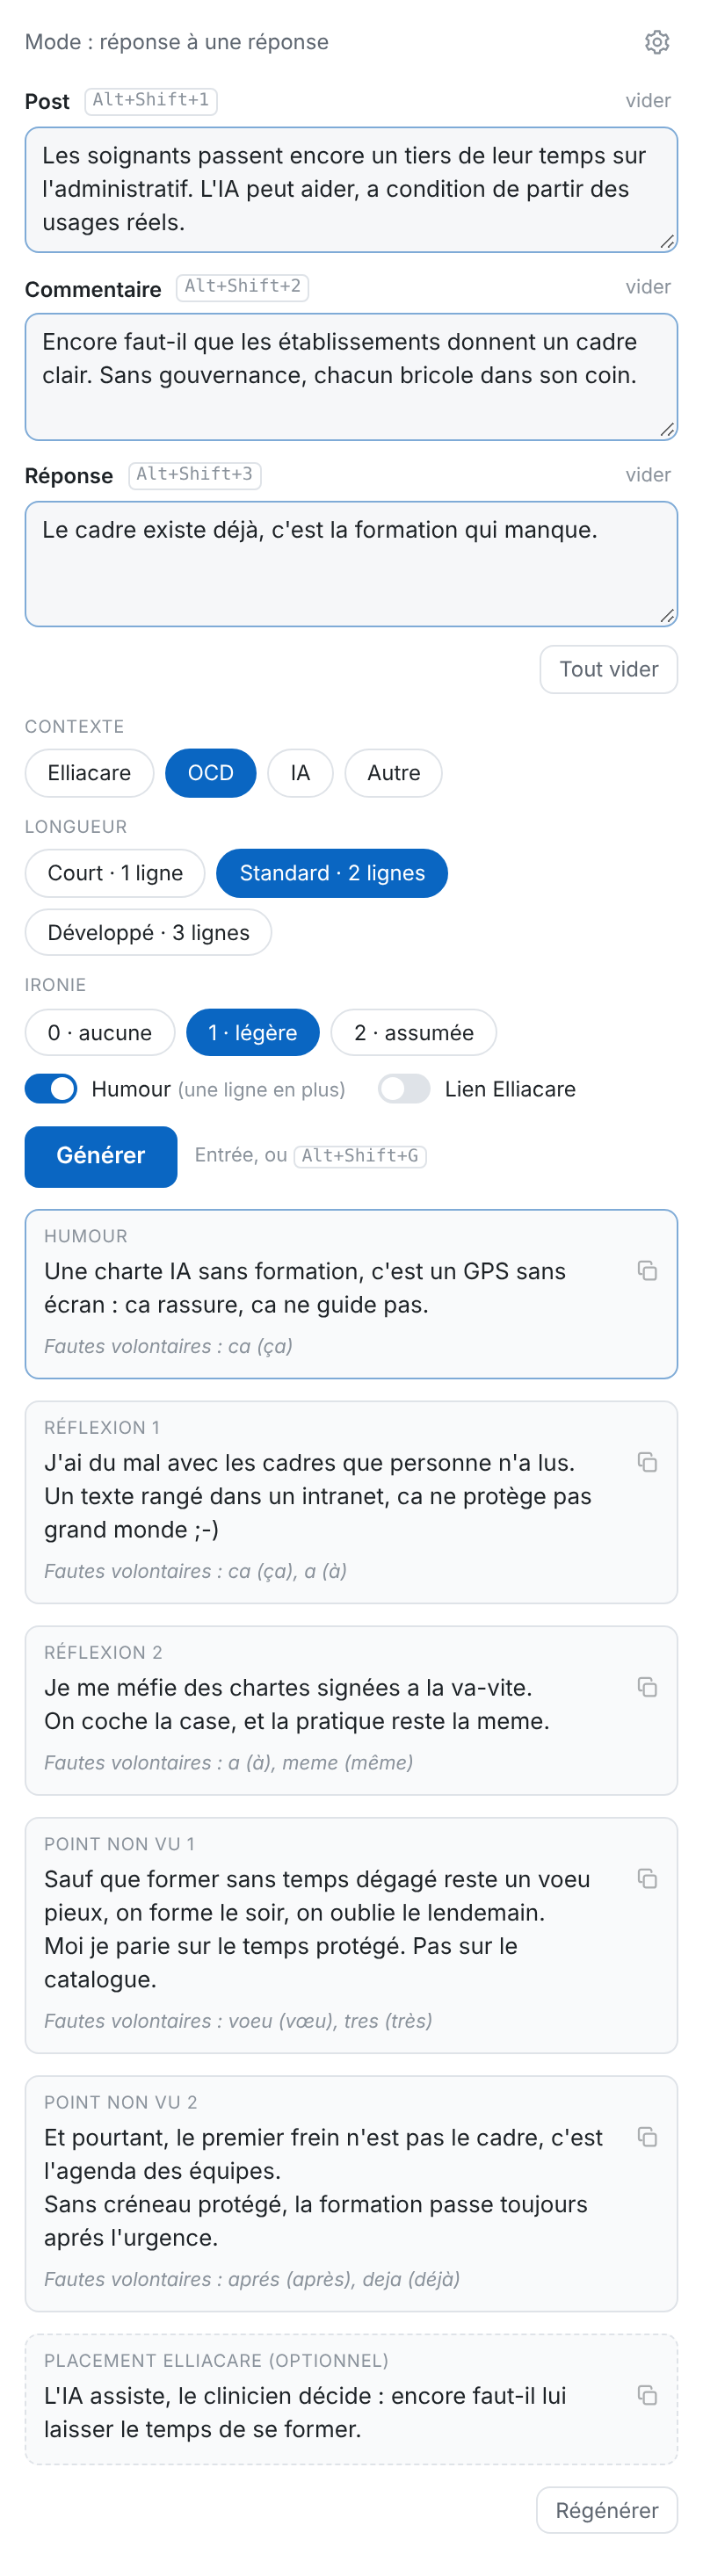 Mode : réponse à une réponse
Post Alt+Shift+1 vider
Les soignants passent encore un tiers de leur temps sur
l'administratif. L'IA peut aider, a condition de partir des
usages réels.
Commentaire Alt+Shift+2 vider
Encore faut-il que les établissements donnent un cadre
clair. Sans gouvernance, chacun bricole dans son coin.
Réponse Alt+Shift+3 vider
Le cadre existe déjà, c'est la formation qui manque.
Tout vider
CONTEXTE
Elliacare OCD IA Autre
LONGUEUR
Court · 1 ligne Standard · 2 lignes
Développé · 3 lignes
IRONIE
0 · aucune 1 · légère 2 · assumée
Humour (une ligne en plus) Lien Elliacare
Générer Entrée, ou Alt+Shift+G
HUMOUR
Une charte IA sans formation, c'est un GPS sans
écran : ca rassure, ca ne guide pas.
Fautes volontaires : ca (ça)
RÉFLEXION 1
J'ai du mal avec les cadres que personne n'a lus.
Un texte rangé dans un intranet, ca ne protège pas
grand monde ;-)
Fautes volontaires : ca (ça), a (à)
RÉFLEXION 2
Je me méfie des chartes signées a la va-vite.
On coche la case, et la pratique reste la meme.
Fautes volontaires : a (à), meme (même)
POINT NON VU 1
Sauf que former sans temps dégagé reste un voeu
pieux, on forme le soir, on oublie le lendemain.
Moi je parie sur le temps protégé. Pas sur le
catalogue.
Fautes volontaires : voeu (vœu), tres (très)
POINT NON VU 2
Et pourtant, le premier frein n'est pas le cadre, c'est
l'agenda des équipes.
Sans créneau protégé, la formation passe toujours
aprés l'urgence.
Fautes volontaires : aprés (après), deja (déjà)
PLACEMENT ELLIACARE (OPTIONNEL)
L'IA assiste, le clinicien décide : encore faut-il lui
laisser le temps de se former.
Régénérer